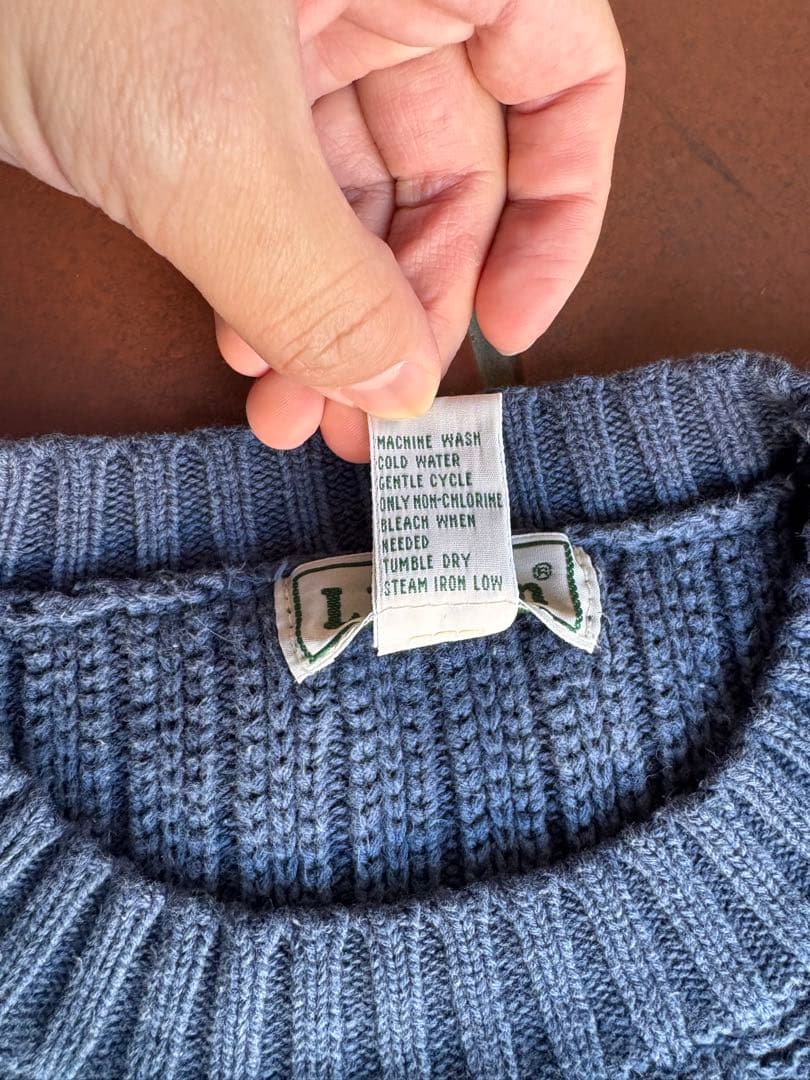 MACHINE WASH
COLD WATER
GENTLE CYCLE
ONLY NON-CHLORINE
BLEACH WHEN
NEEDED
TUMBLE DRY
STEAM IRON LOW
®